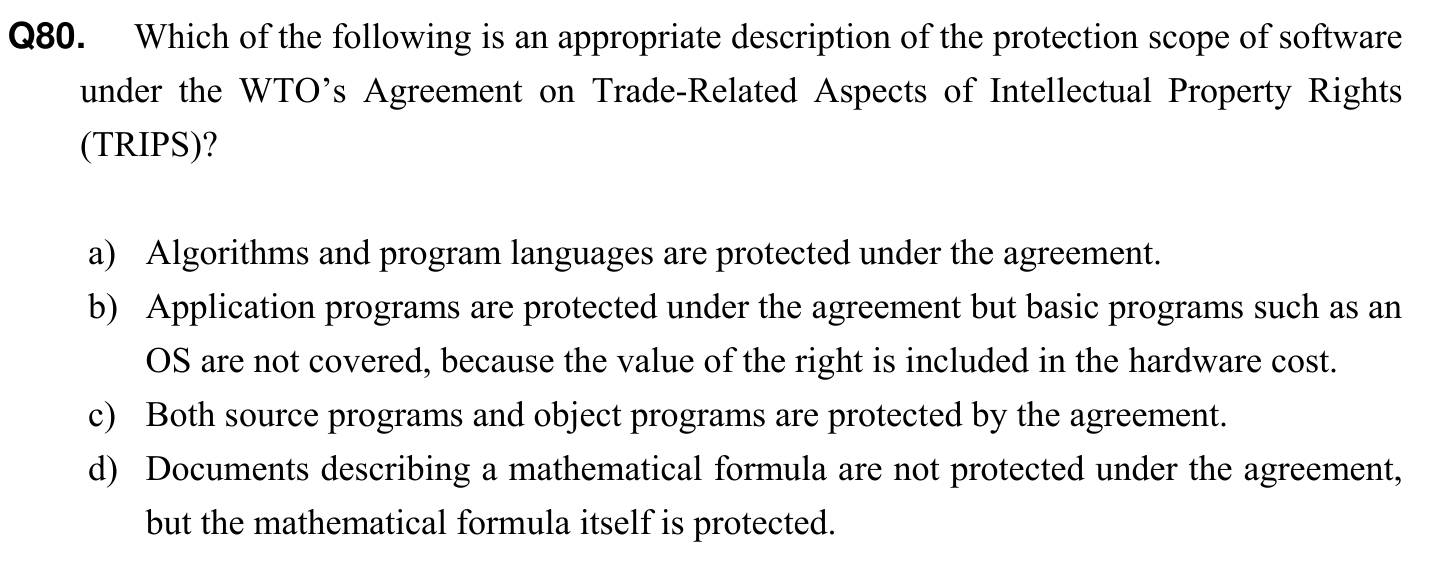 Q80. Which of the following is an appropriate description of the protection scope of software
under the WTO’s Agreement on Trade-Related Aspects of Intellectual Property Rights
(TRIPS)?
a) Algorithms and program languages are protected under the agreement.
b) Application programs are protected under the agreement but basic programs such as an
OS are not covered, because the value of the right is included in the hardware cost.
c) Both source programs and object programs are protected by the agreement.
d) Documents describing a mathematical formula are not protected under the agreement,
but the mathematical formula itself is protected.